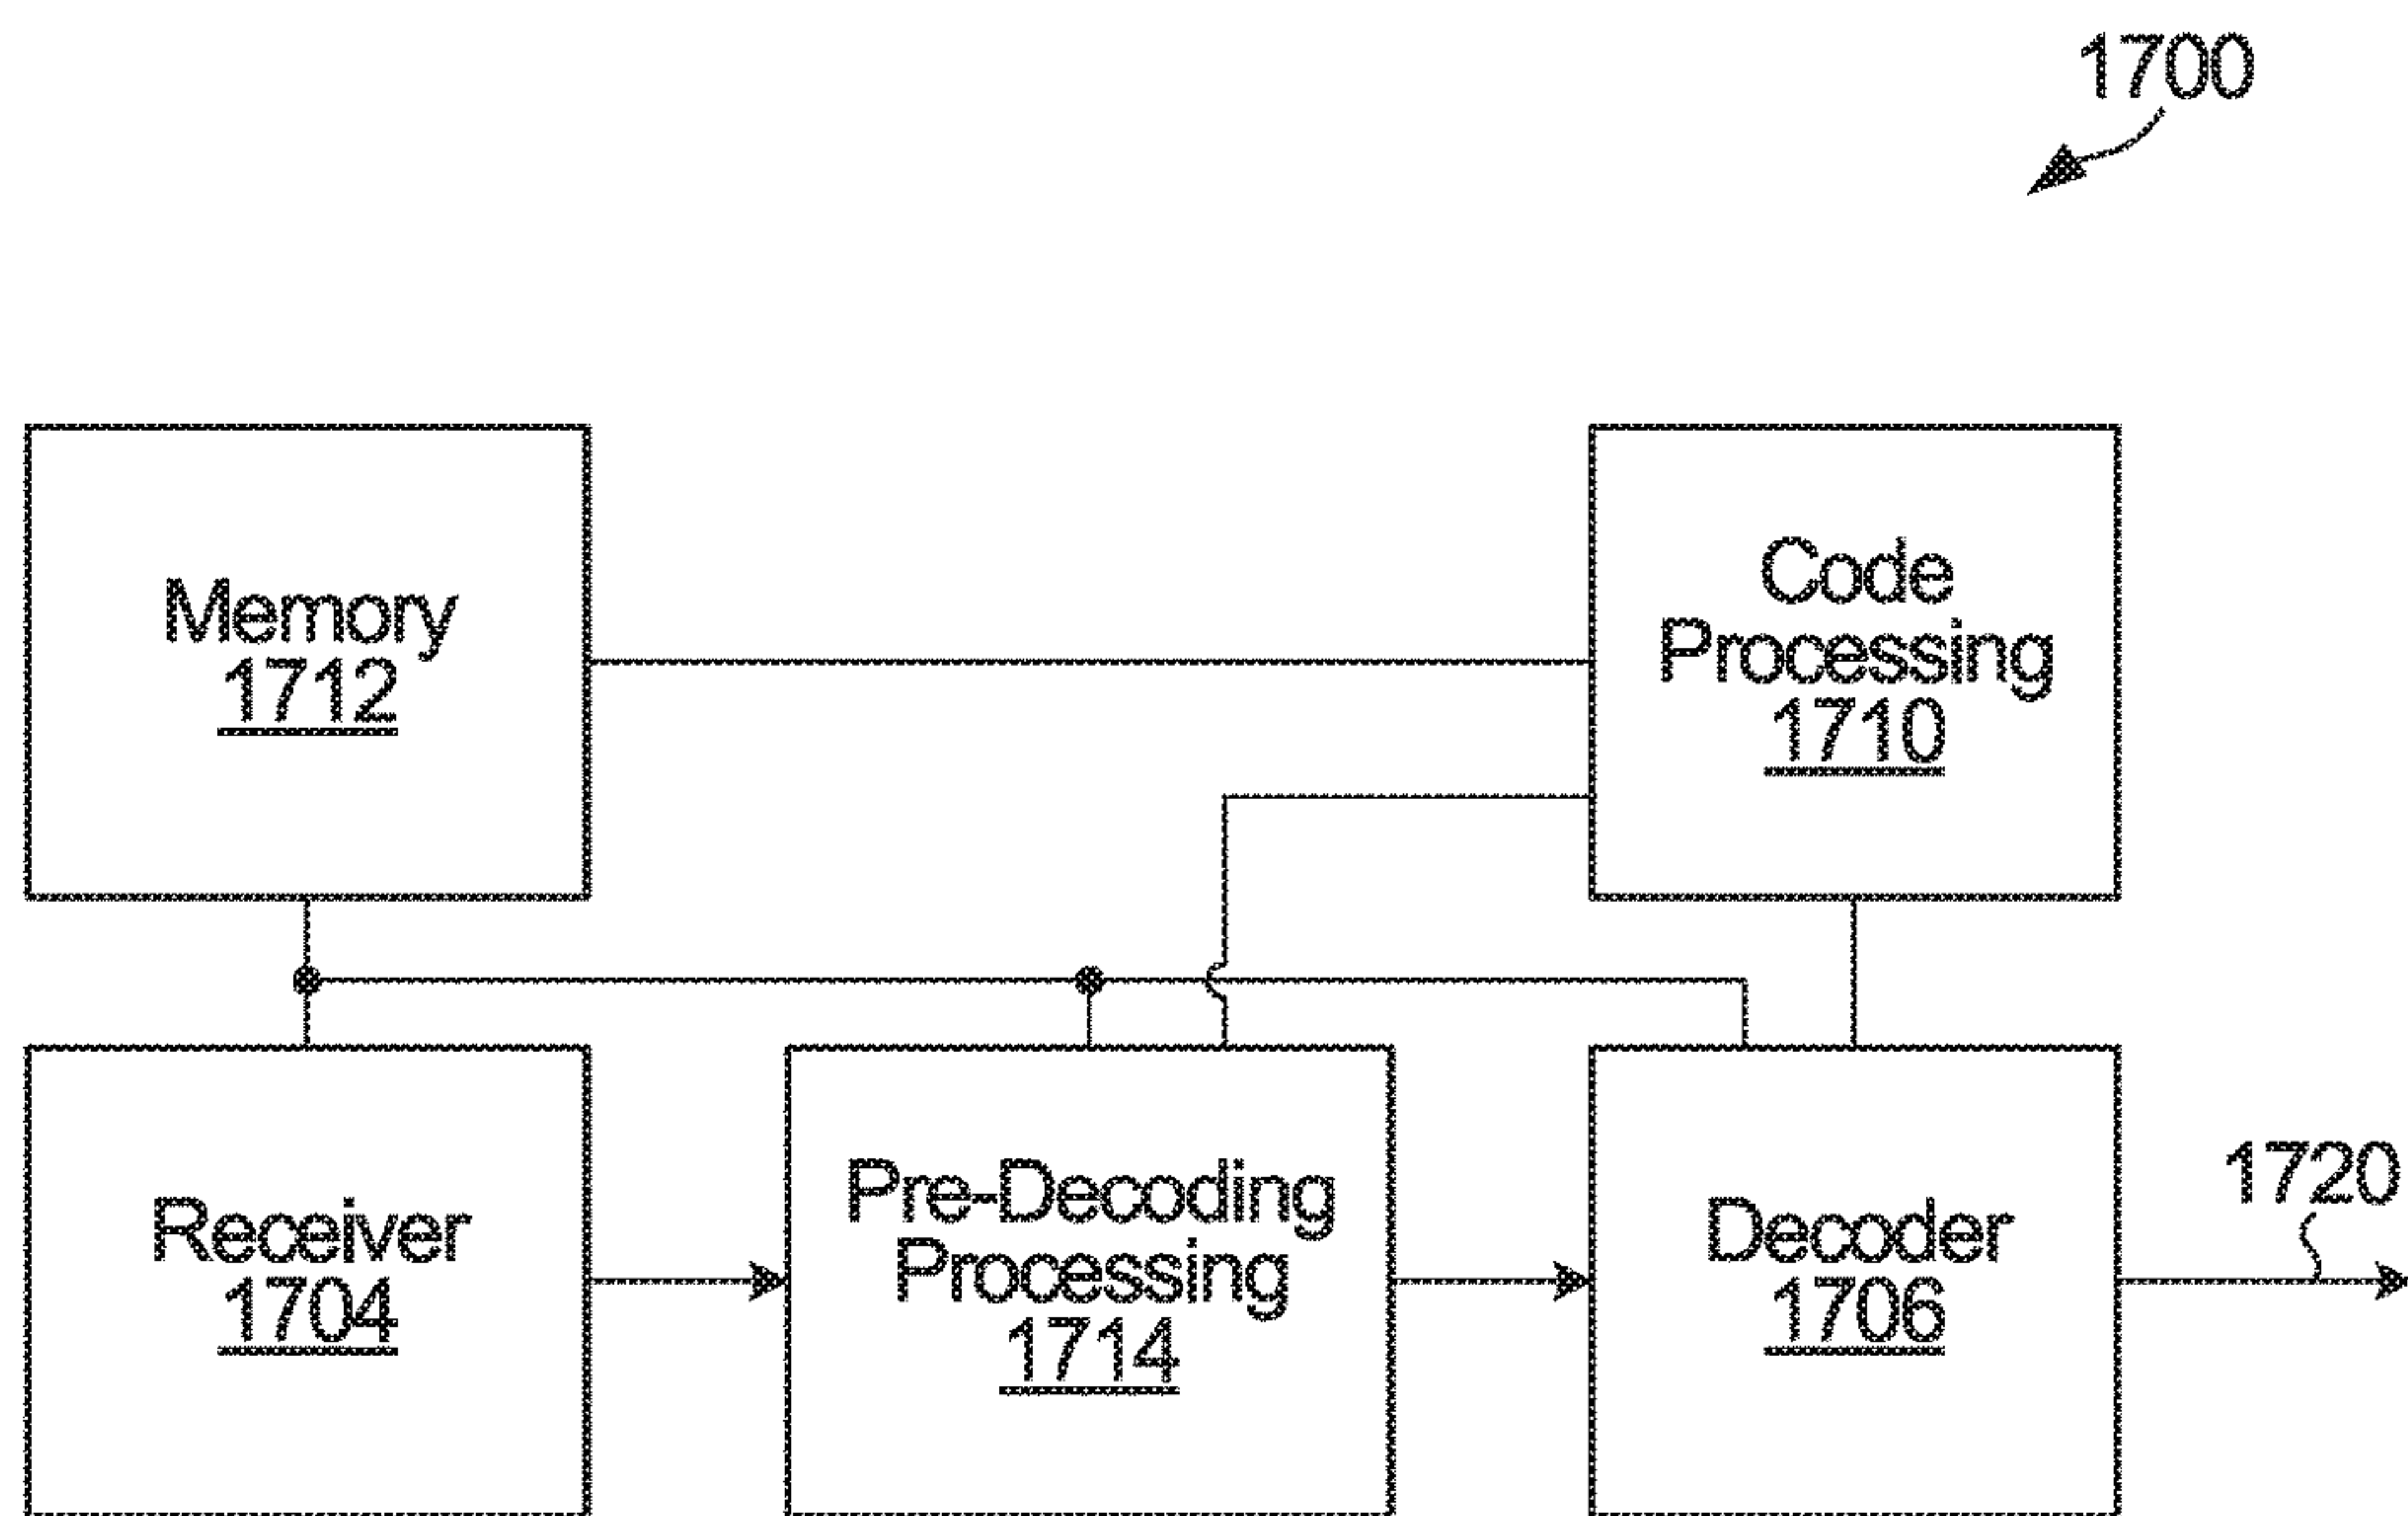 1700
Memory
1712
Code
Processing
1710
Receiver
1704
Pre-Decoding
Processing
1714
Decoder
1706
1720